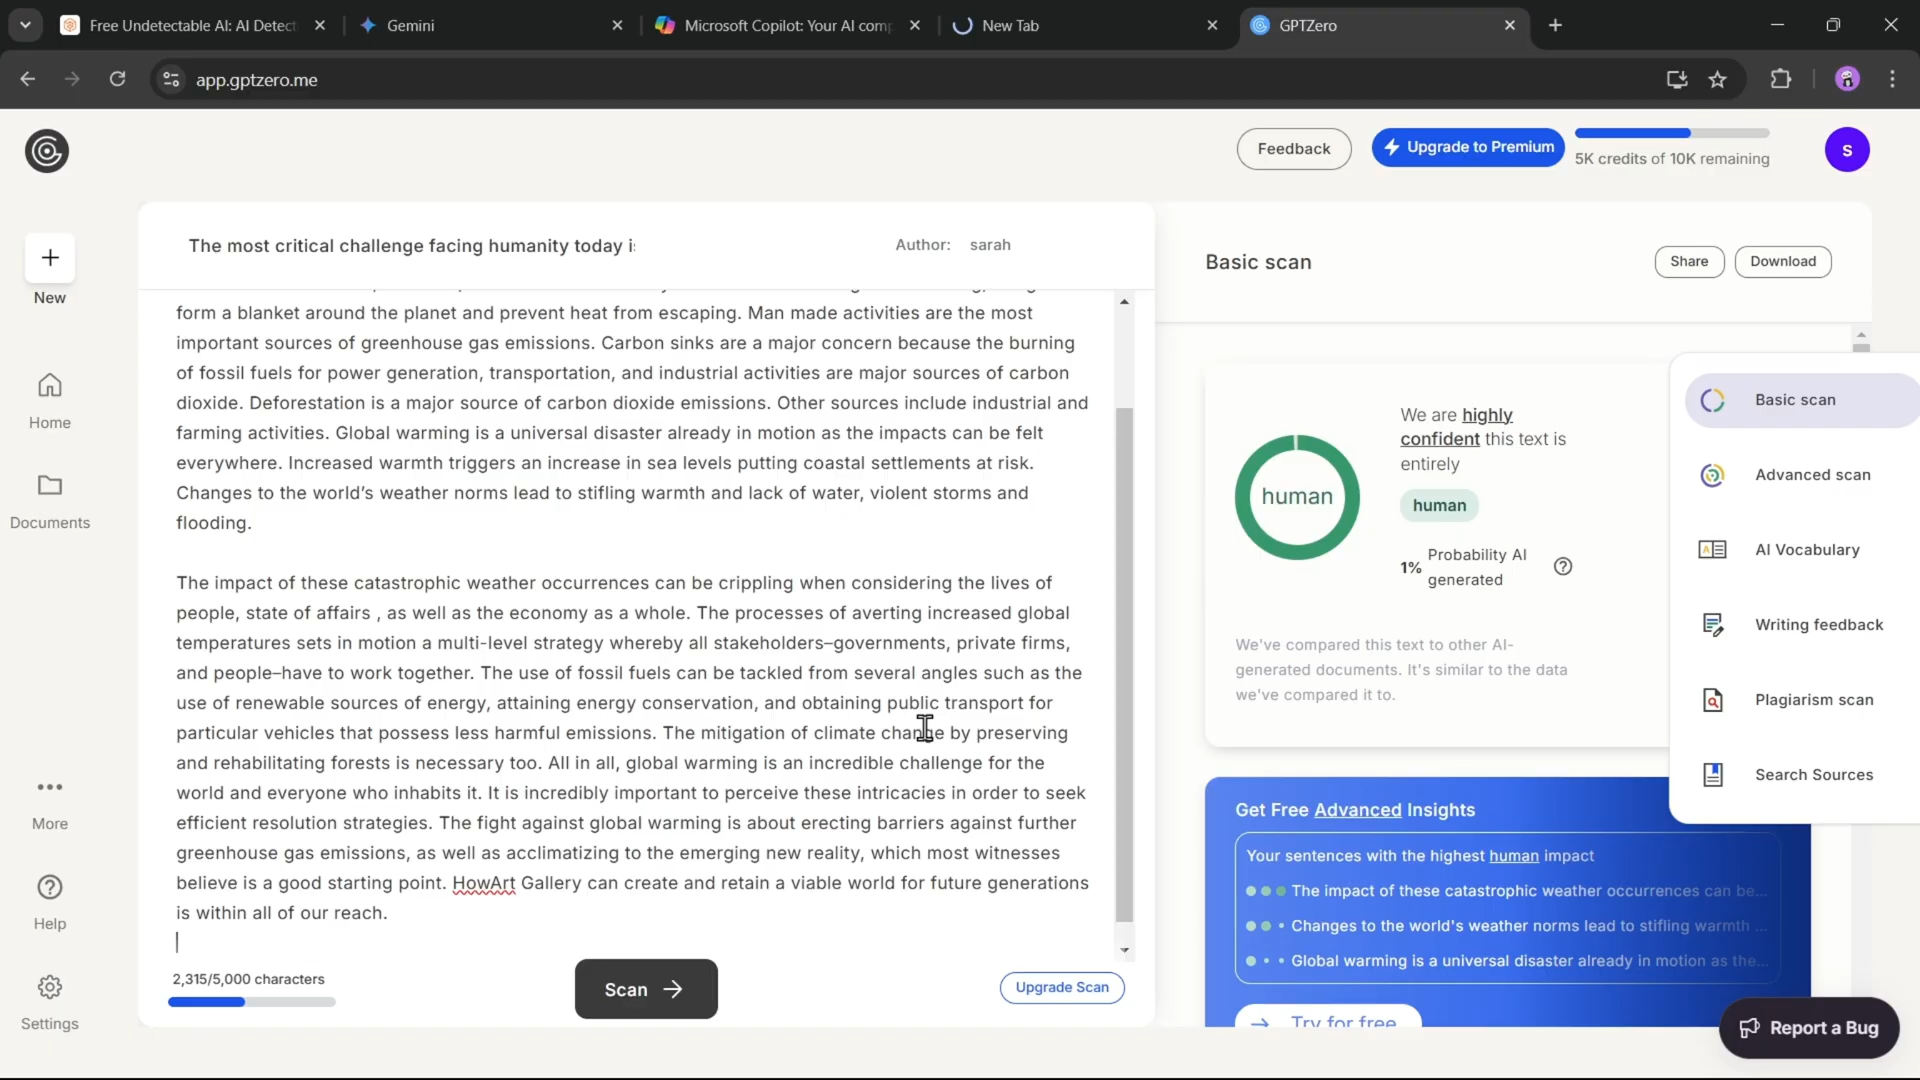 Free Undetectable AI: AI Detect
Gemini
Microsoft Copilot: Your AI com
New Tab
GPTZero
app.gptzero.me
Feedback
Upgrade to Premium
5K credits of 10K remaining
S
The most critical challenge facing humanity today i
Author: sarah
Basic scan
Share
Download
New
Home
Documents
More
Help
Settings
form a blanket around the planet and prevent heat from escaping. Man made activities are the most
important sources of greenhouse gas emissions. Carbon sinks are a major concern because the burning
of fossil fuels for power generation, transportation, and industrial activities are major sources of carbon
dioxide. Deforestation is a major source of carbon dioxide emissions. Other sources include industrial and
farming activities. Global warming is a universal disaster already in motion as the impacts can be felt
everywhere. Increased warmth triggers an increase in sea levels putting coastal settlements at risk.
Changes to the world's weather norms lead to stifling warmth and lack of water, violent storms and
flooding.
The impact of these catastrophic weather occurrences can be crippling when considering the lives of
people, state of affairs , as well as the economy as a whole. The processes of averting increased global
temperatures sets in motion a multi-level strategy whereby all stakeholders–governments, private firms,
and people–have to work together. The use of fossil fuels can be tackled from several angles such as the
use of renewable sources of energy, attaining energy conservation, and obtaining public transport for
particular vehicles that possess less harmful emissions. The mitigation of climate change by preserving
and rehabilitating forests is necessary too. All in all, global warming is an incredible challenge for the
world and everyone who inhabits it. It is incredibly important to perceive these intricacies in order to seek
efficient resolution strategies. The fight against global warming is about erecting barriers against further
greenhouse gas emissions, as well as acclimatizing to the emerging new reality, which most witnesses
believe is a good starting point. HowArt Gallery can create and retain a viable world for future generations
is within all of our reach.
2,315/5,000 characters
Scan
Upgrade Scan
human
We are highly
confident this text is
entirely
human
1%
Probability AI
generated
We've compared this text to other AI-
generated documents. It's similar to the data
we've compared it to.
Basic scan
Advanced scan
AI Vocabulary
Writing feedback
Plagiarism scan
Search Sources
Get Free Advanced Insights
Your sentences with the highest human impact
The impact of these catastrophic weather occurrences can be...
Changes to the world's weather norms lead to stifling warmth ...
Global warming is a universal disaster already in motion as the...
Try for free
Report a Bug